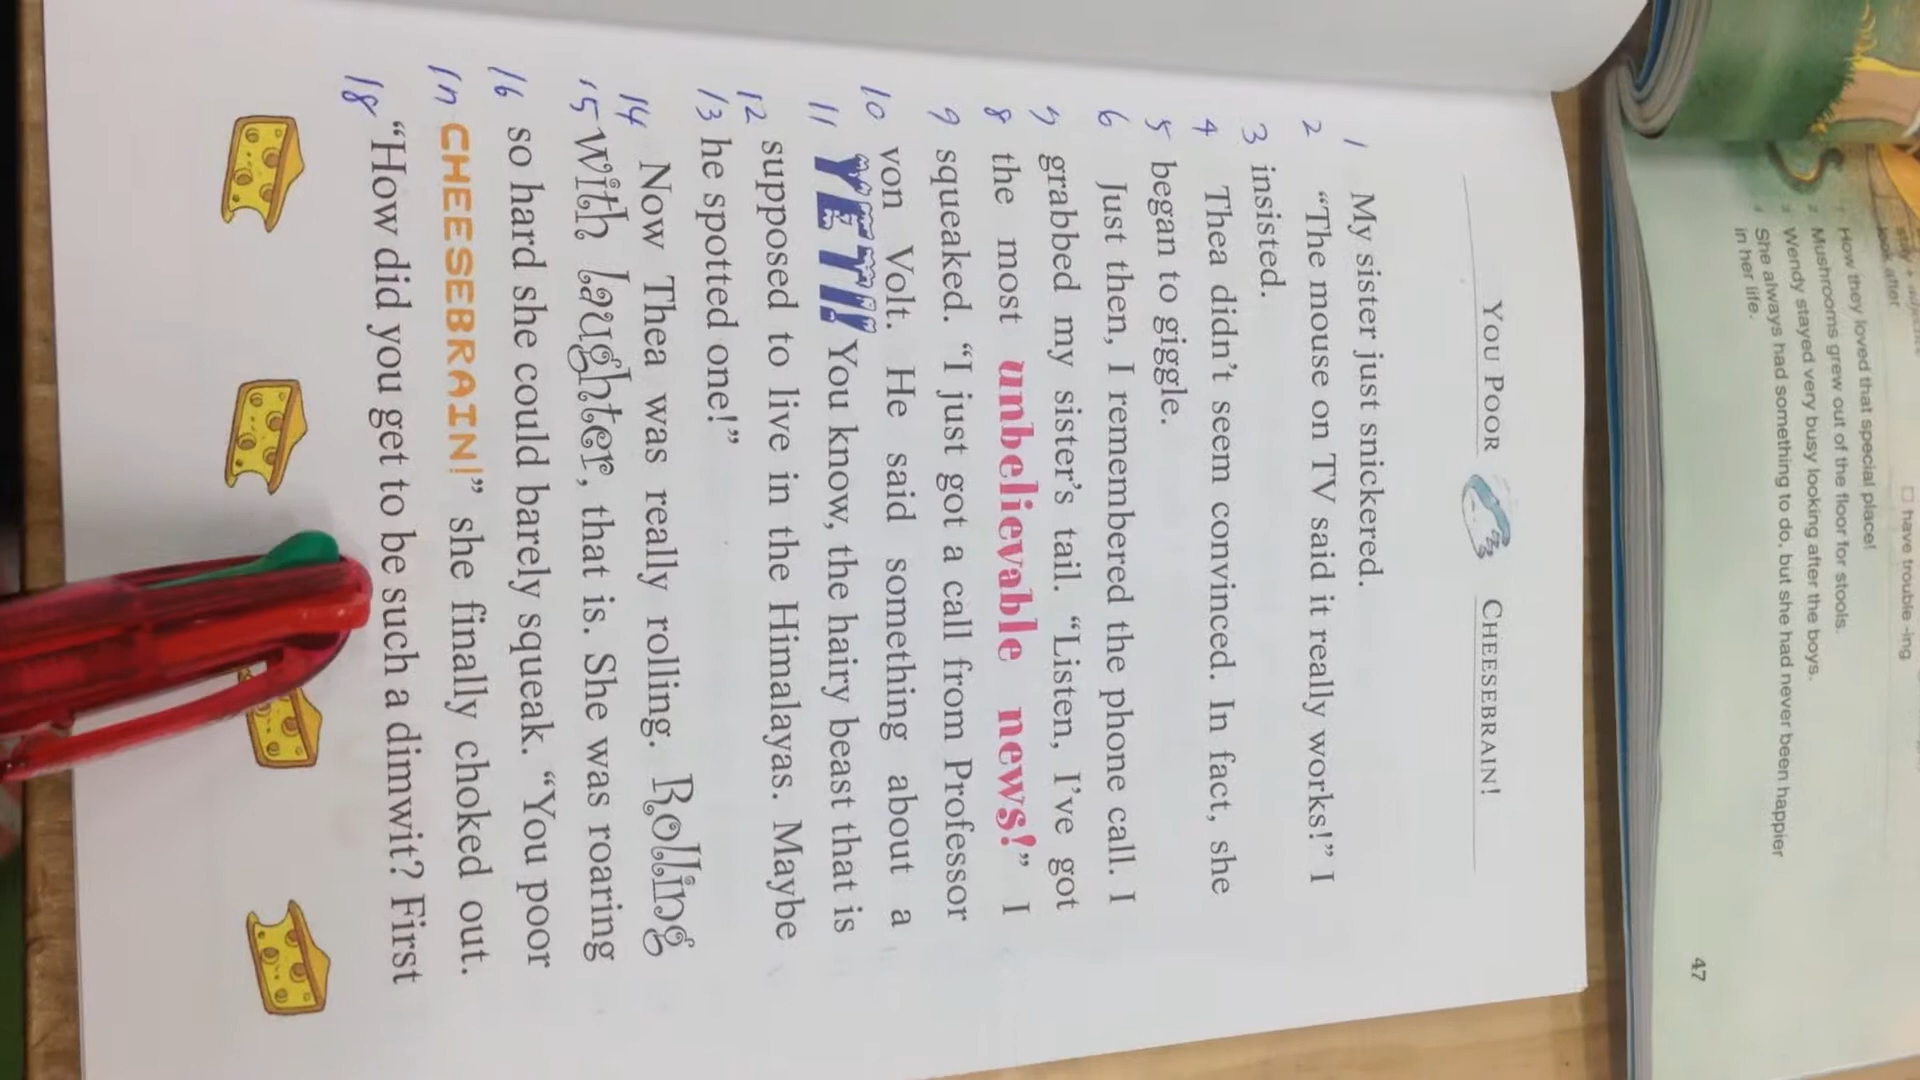 YOU POOR CHEESEBRAIN!
1 My sister just snickered.
2 “The mouse on TV said it really works!” I
3 insisted.
4 Thea didn’t seem convinced. In fact, she
5 began to giggle.
6 Just then, I remembered the phone call. I
7 grabbed my sister’s tail. “Listen, I’ve got
8 the most unbelievable news!” I
9 squeaked. “I just got a call from Professor
10 von Volt. He said something about a
11 YETI! You know, the hairy beast that is
12 supposed to live in the Himalayas. Maybe
13 he spotted one!”
14 Now Thea was really rolling. Rolling
15 with laughter, that is. She was roaring
16 so hard she could barely squeak. “You poor
17 CHEESEBRAIN!” she finally choked out.
18 “How did you get to be such a dimwit? First
have trouble -ing
look after
1 How they loved that special place!
2 Mushrooms grew out of the floor for stools.
3 Wendy stayed very busy looking after the boys.
4 She always had something to do, but she had never been happier
in her life.
47